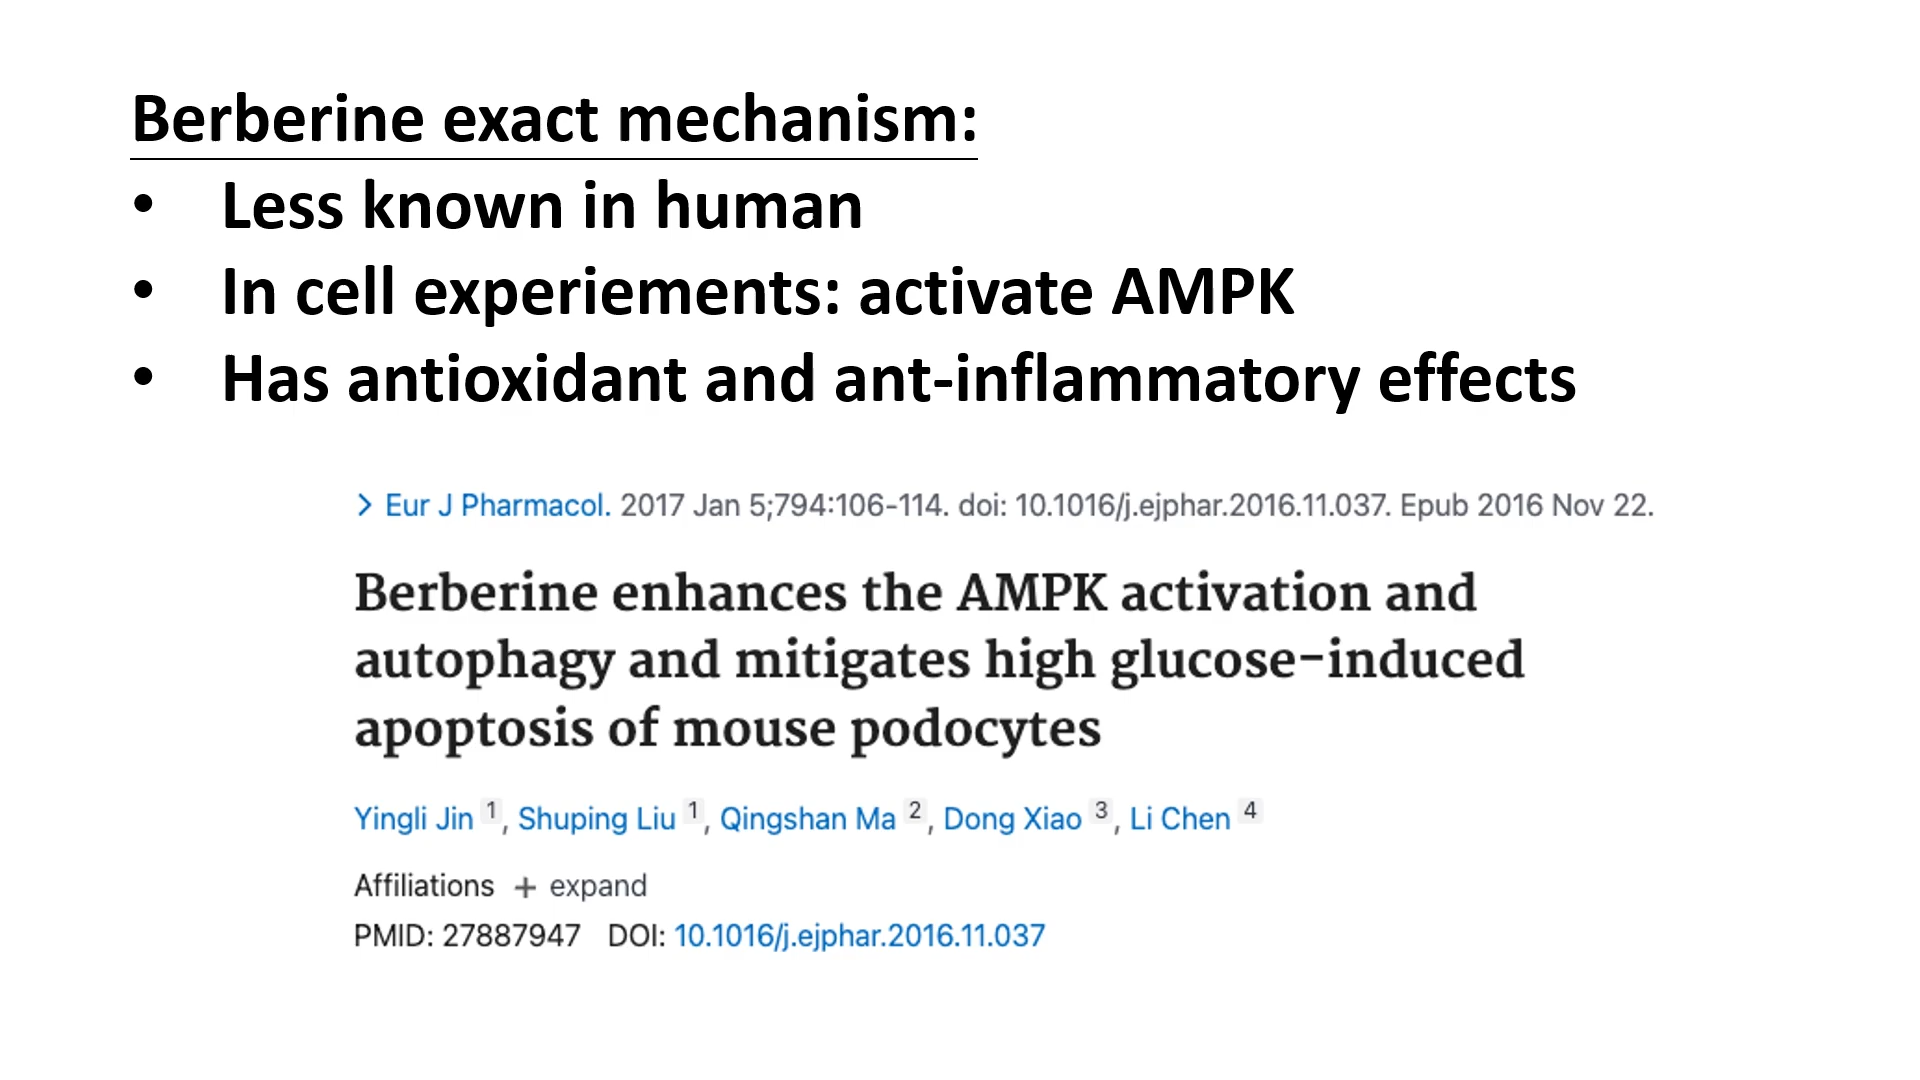 Berberine exact mechanism:
• Less known in human
• In cell experiements: activate AMPK
• Has antioxidant and ant-inflammatory effects
> Eur J Pharmacol. 2017 Jan 5;794:106-114. doi: 10.1016/j.ejphar.2016.11.037. Epub 2016 Nov 22.
Berberine enhances the AMPK activation and
autophagy and mitigates high glucose-induced
apoptosis of mouse podocytes
Yingli Jin 1, Shuping Liu 1, Qingshan Ma 2, Dong Xiao 3, Li Chen 4
Affiliations + expand
PMID: 27887947 DOI: 10.1016/j.ejphar.2016.11.037